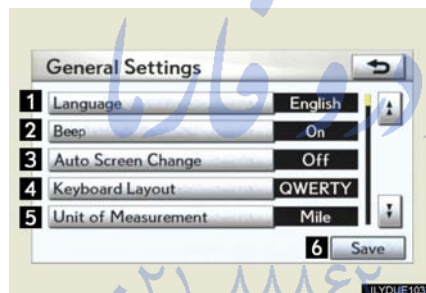 General Settings
1 Language English
2 Beep On
3 Auto Screen Change Off
4 Keyboard Layout QWERTY
5 Unit of Measurement Mile
6 Save